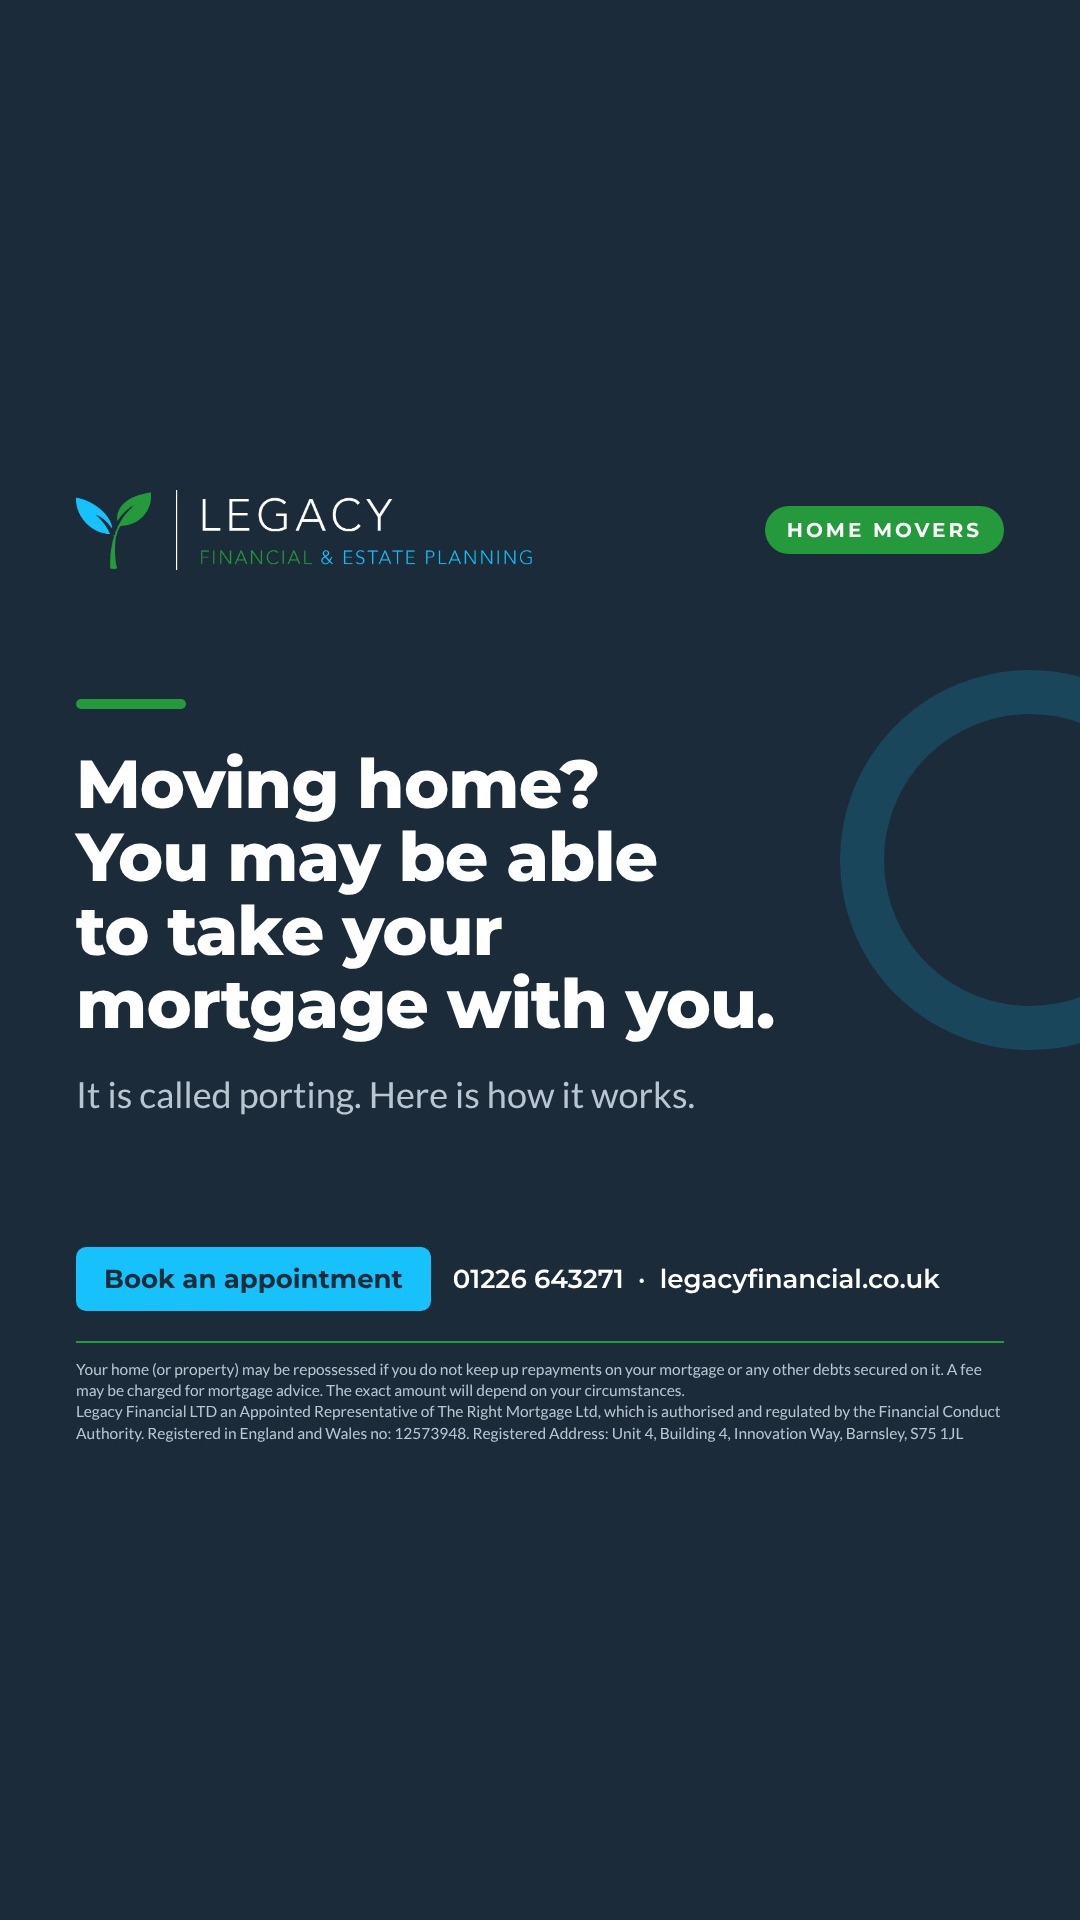 LEGACY
FINANCIAL & ESTATE PLANNING
HOME MOVERS
Moving home?
You may be able
to take your
mortgage with you.
It is called porting. Here is how it works.
Book an appointment
01226 643271 · legacyfinancial.co.uk
Your home (or property) may be repossessed if you do not keep up repayments on your mortgage or any other debts secured on it. A fee
may be charged for mortgage advice. The exact amount will depend on your circumstances.
Legacy Financial LTD an Appointed Representative of The Right Mortgage Ltd, which is authorised and regulated by the Financial Conduct
Authority. Registered in England and Wales no: 12573948. Registered Address: Unit 4, Building 4, Innovation Way, Barnsley, S75 1JL